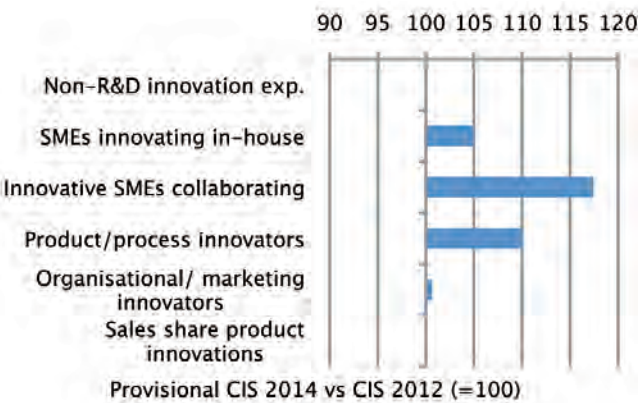 90 95 100 105 110 115 120
Non-R&D innovation exp.
SMEs innovating in-house
Innovative SMEs collaborating
Product/process innovators
Organisational/ marketing
innovators
Sales share product
innovations
Provisional CIS 2014 vs CIS 2012 (=100)